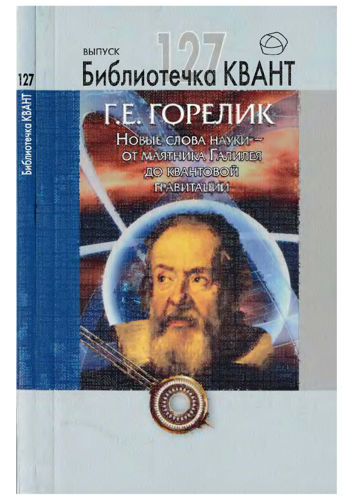 127
Библиотечка КВАНТ
ВЫПУСК
127
Библиотечка КВАНТ
Г.Е. ГОРЕЛИК
НОВЫЕ СЛОВА НАУКИ –
ОТ МАЯТНИКА ГАЛИЛЕЯ
ДО КВАНТОВОЙ
ГРАВИТАЦИИ